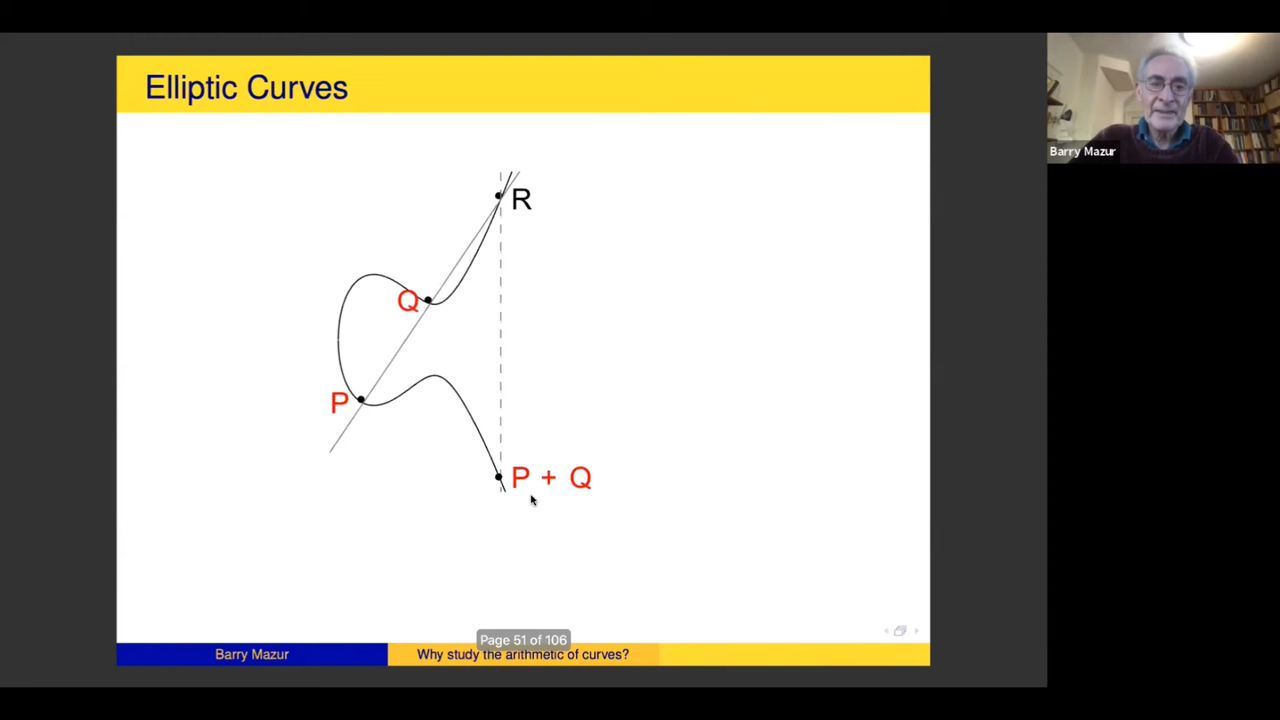 Elliptic Curves
Barry Mazur
R
Q
P
P + Q
Page 51 of 106
Barry Mazur
Why study the arithmetic of curves?